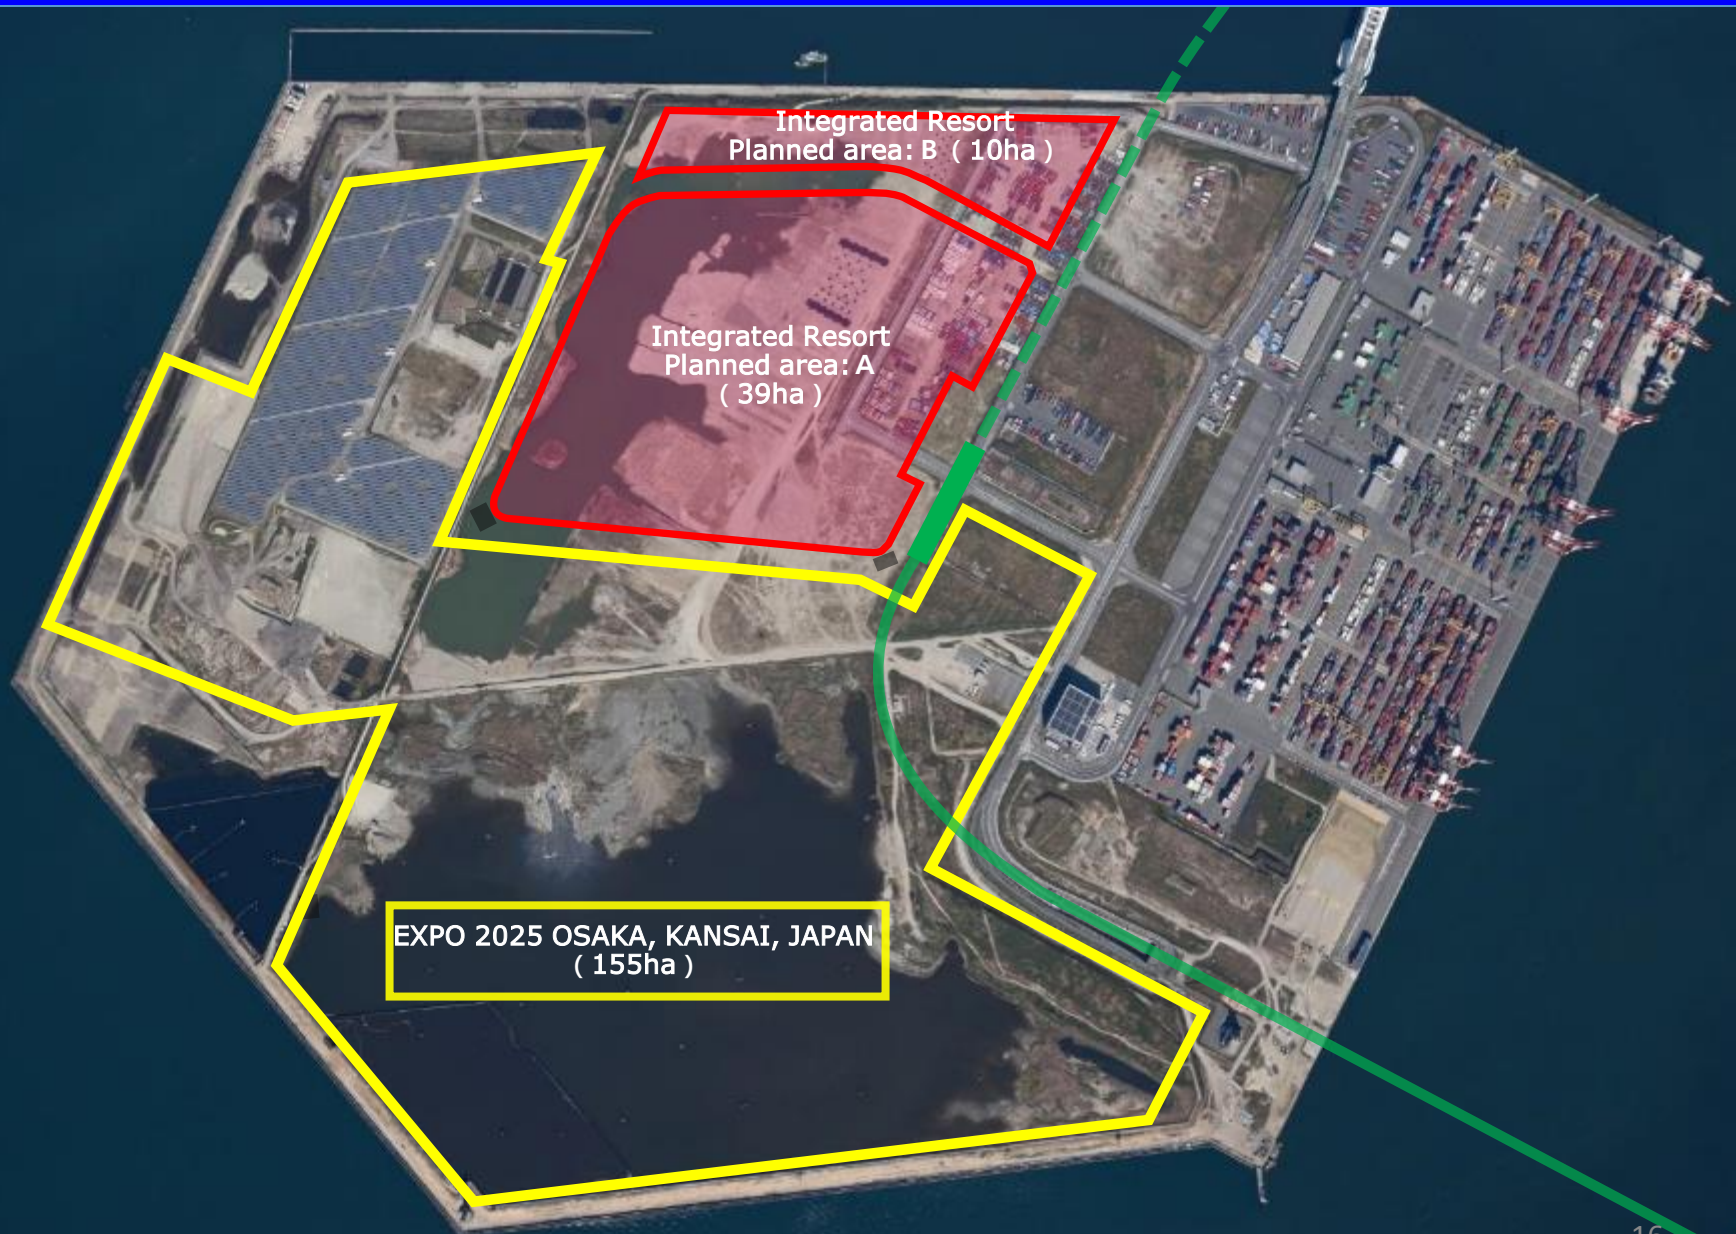 Integrated Resort
Planned area: B ( 10ha )
Integrated Resort
Planned area: A
( 39ha )
EXPO 2025 OSAKA, KANSAI, JAPAN
( 155ha )